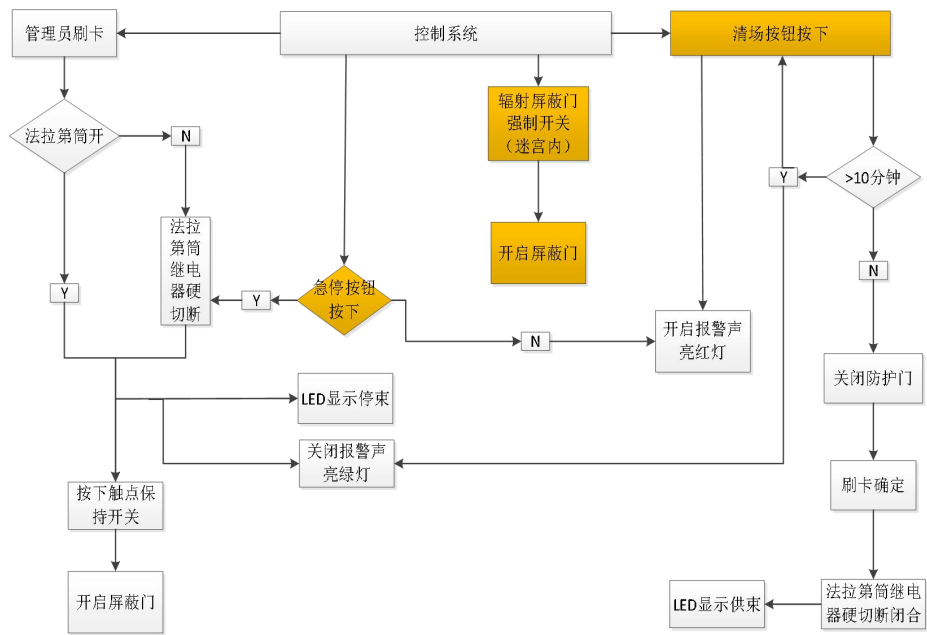 管理员刷卡
控制系统
清场按钮按下
辐射屏蔽门
强制开关
（迷宫内）
法拉第筒开
N
Y
>10分钟
法拉
第筒
继电
器硬
切断
开启屏蔽门
N
Y
Y
急停按钮
按下
N
开启报警声
亮红灯
关闭防护门
LED显示停束
关闭报警声
亮绿灯
按下触点保
持开关
刷卡确定
开启屏蔽门
LED显示供束
法拉第筒继电
器硬切断闭合